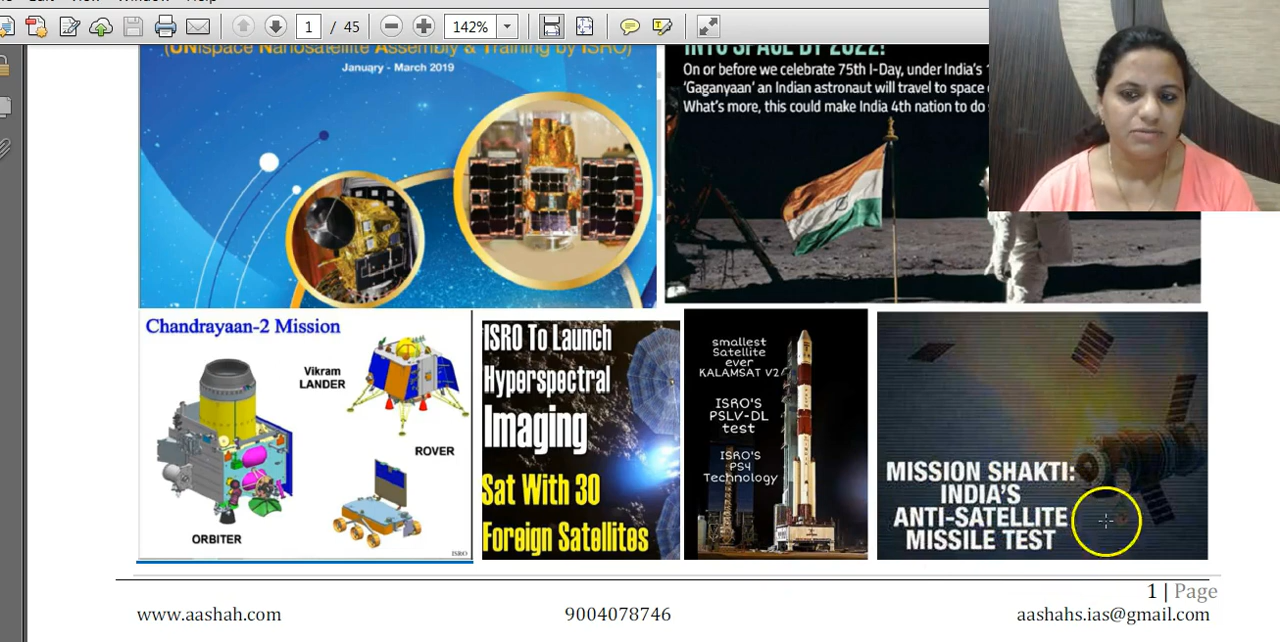 1 / 45
142%
(UNispace Nanosatellite Assembly & Training by ISRO)
January - March 2019
INTO SPACE BY 2022!
On or before we celebrate 75th I-Day, under India's
'Gaganyaan' an Indian astronaut will travel to space
What's more, this could make India 4th nation to do
Chandrayaan-2 Mission
Vikram
LANDER
ROVER
ORBITER
ISRO
ISRO To Launch
Hyperspectral
Imaging
Sat With 30
Foreign Satellites
smallest
Satellite
ever
KALAMSAT V2/
ISRO'S
PSLV-DL
test
ISRO'S
PS4
Technology
MISSION SHAKTI:
INDIA'S
ANTI-SATELLITE
MISSILE TEST
1 | Page
www.aashah.com
9004078746
aashahs.ias@gmail.com